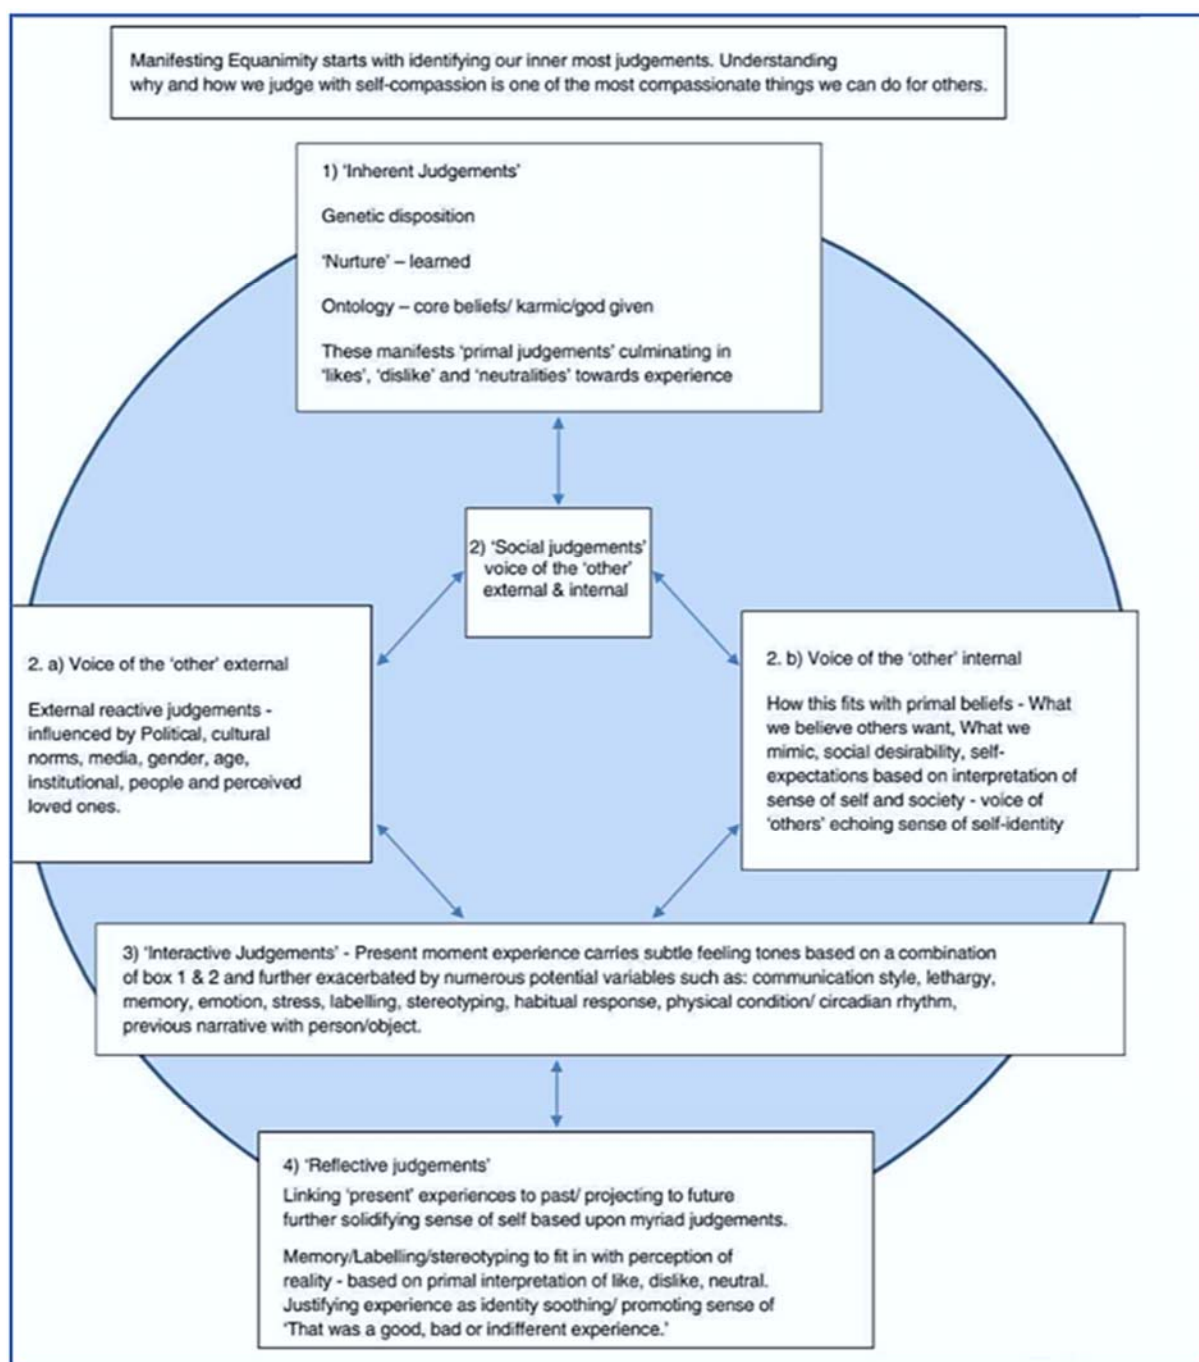 Manifesting Equanimity starts with identifying our inner most judgements. Understanding
why and how we judge with self-compassion is one of the most compassionate things we can do for others.
1) 'Inherent Judgements'
Genetic disposition
'Nurture' – learned
Ontology – core beliefs/ karmic/god given
These manifests 'primal judgements' culminating in
'likes', 'dislike' and 'neutralities' towards experience
2) 'Social judgements'
voice of the 'other'
external & internal
2. a) Voice of the 'other' external
External reactive judgements -
influenced by Political, cultural
norms, media, gender, age,
institutional, people and perceived
loved ones.
2. b) Voice of the 'other' internal
How this fits with primal beliefs - What
we believe others want, What we
mimic, social desirability, self-
expectations based on interpretation of
sense of self and society - voice of
'others' echoing sense of self-identity
3) 'Interactive Judgements' - Present moment experience carries subtle feeling tones based on a combination
of box 1 & 2 and further exacerbated by numerous potential variables such as: communication style, lethargy,
memory, emotion, stress, labelling, stereotyping, habitual response, physical condition/ circadian rhythm,
previous narrative with person/object.
4) 'Reflective judgements'
Linking 'present' experiences to past/ projecting to future
further solidifying sense of self based upon myriad judgements.
Memory/Labelling/stereotyping to fit in with perception of
reality - based on primal interpretation of like, dislike, neutral.
Justifying experience as identity soothing/ promoting sense of
'That was a good, bad or indifferent experience.'